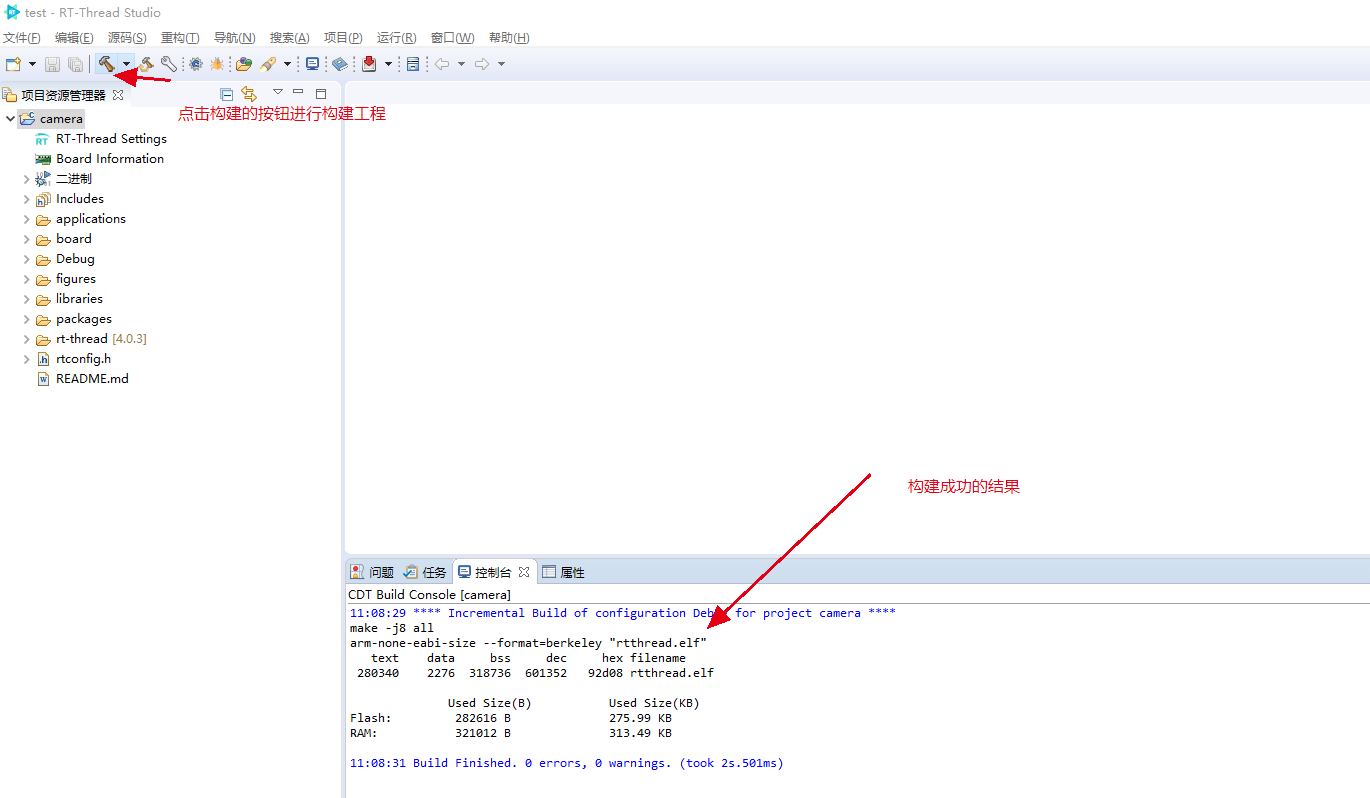 test - RT-Thread Studio
文件(F) 编辑(E) 源码(S) 重构(T) 导航(N) 搜索(A) 项目(P) 运行(R) 窗口(W) 帮助(H)
项目资源管理器
点击构建的按钮进行构建工程
camera
RT-Thread Settings
Board Information
二进制
Includes
applications
board
Debug
figures
libraries
packages
rt-thread [4.0.3]
rtconfig.h
README.md
构建成功的结果
问题 任务 控制台 属性
CDT Build Console [camera]
11:08:29 **** Incremental Build of configuration Debug for project camera ****
make -j8 all
arm-none-eabi-size --format=berkeley "rtthread.elf"
text data bss dec hex filename
280340 2276 318736 601352 92d08 rtthread.elf
Used Size(B) Used Size(KB)
Flash: 282616 B 275.99 KB
RAM: 321012 B 313.49 KB
11:08:31 Build Finished. 0 errors, 0 warnings. (took 2s.501ms)